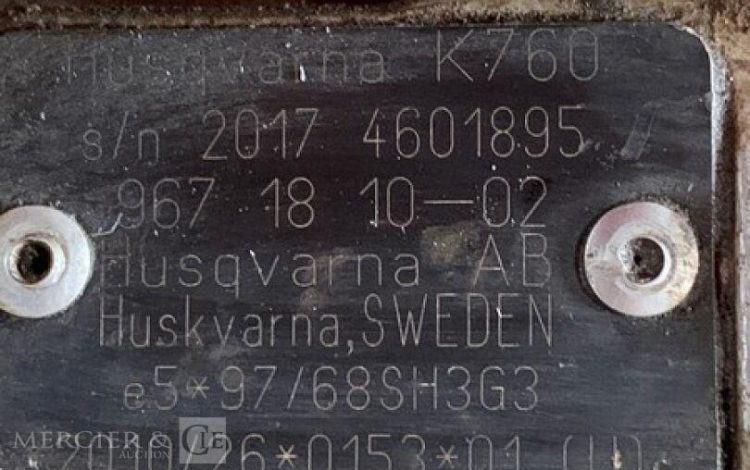 Husqvarna K760
s/n 2017 4601895
967 18 10-02
Husqvarna AB
Huskvarna, SWEDEN
e5*97/68SH3G3
/26*0153*01
MERCIER & CIE
AUCTION